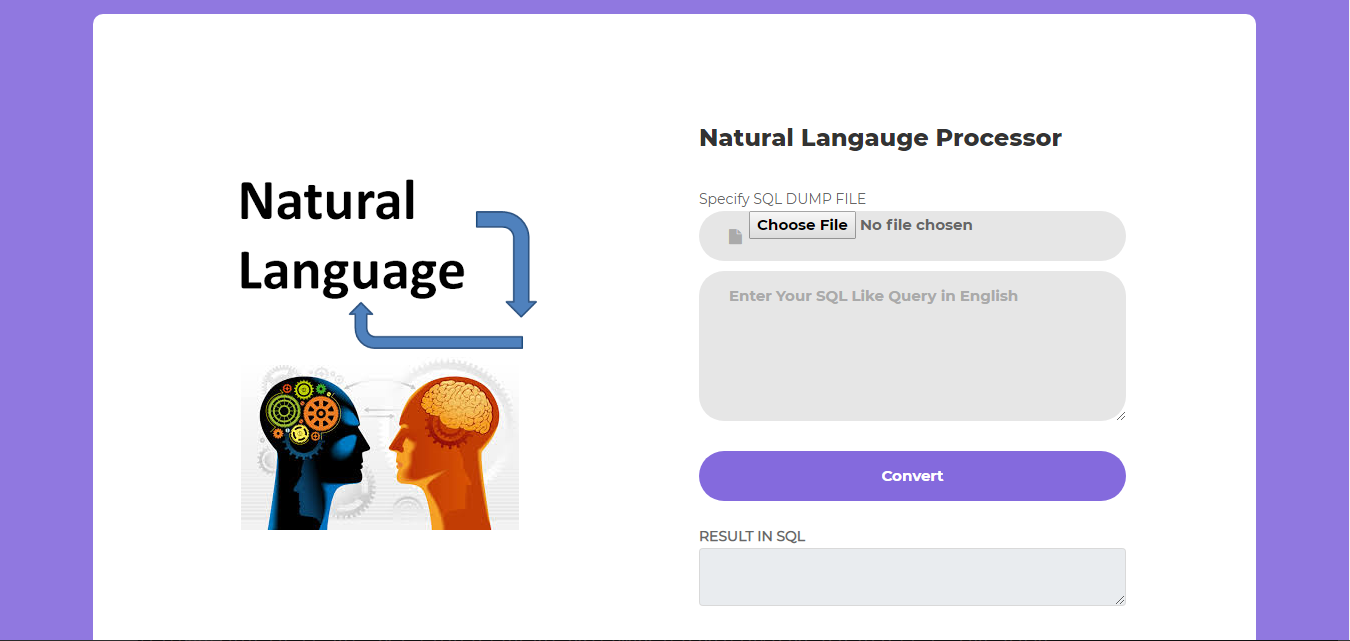 Natural
Language
Natural Langauge Processor
Specify SQL DUMP FILE
Choose File No file chosen
Enter Your SQL Like Query in English
Convert
RESULT IN SQL